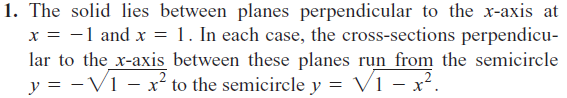 1. The solid lies between planes perpendicular to the x-axis at
x = −1 and x = 1. In each case, the cross-sections perpendicu-
lar to the x-axis between these planes run from the semicircle
y = −√1 − x² to the semicircle y = √1 − x².